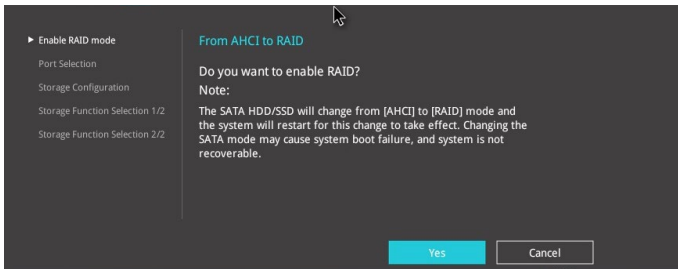 Enable RAID mode
Port Selection
Storage Configuration
Storage Function Selection 1/2
Storage Function Selection 2/2
From AHCI to RAID
Do you want to enable RAID?
Note:
The SATA HDD/SSD will change from [AHCI] to [RAID] mode and
the system will restart for this change to take effect. Changing the
SATA mode may cause system boot failure, and system is not
recoverable.
Yes
Cancel